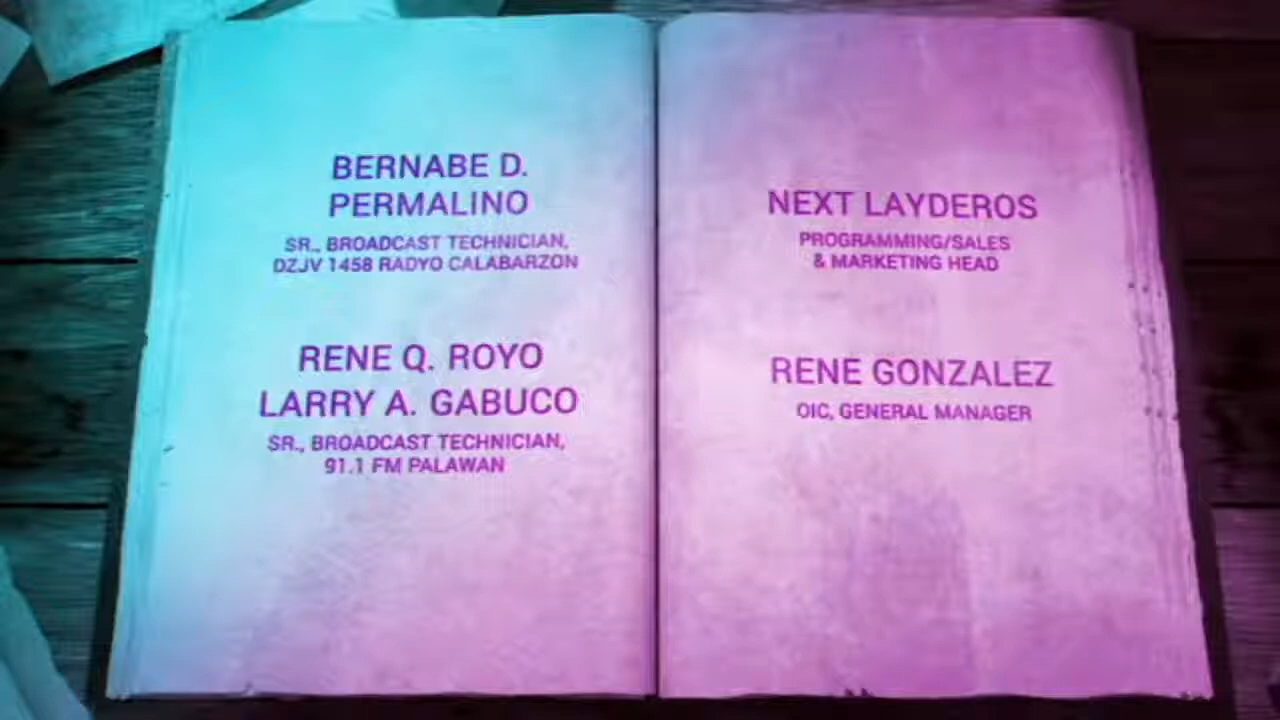 BERNABE D.
PERMALINO
SR., BROADCAST TECHNICIAN,
DZJV 1458 RADYO CALABARZON
RENE Q. ROYO
LARRY A. GABUCO
SR., BROADCAST TECHNICIAN,
91.1 FM PALAWAN
NEXT LAYDEROS
PROGRAMMING/SALES
& MARKETING HEAD
RENE GONZALEZ
OIC, GENERAL MANAGER